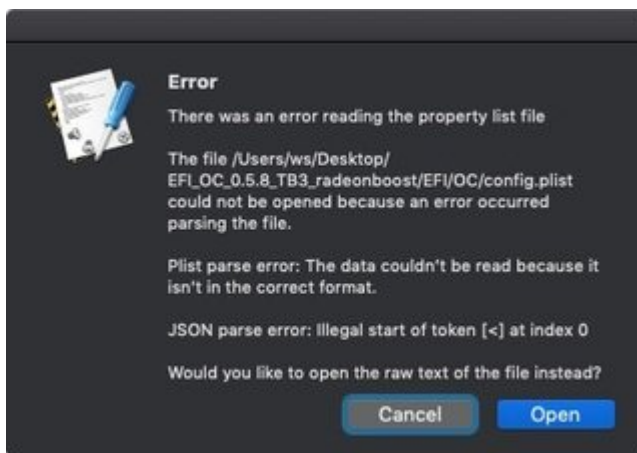 Error
There was an error reading the property list file
The file /Users/ws/Desktop/
EFI_OC_0.5.8_TB3_radeonboost/EFI/OC/config.plist
could not be opened because an error occurred
parsing the file.
Plist parse error: The data couldn't be read because it
isn't in the correct format.
JSON parse error: Illegal start of token [<] at index 0
Would you like to open the raw text of the file instead?
Cancel
Open